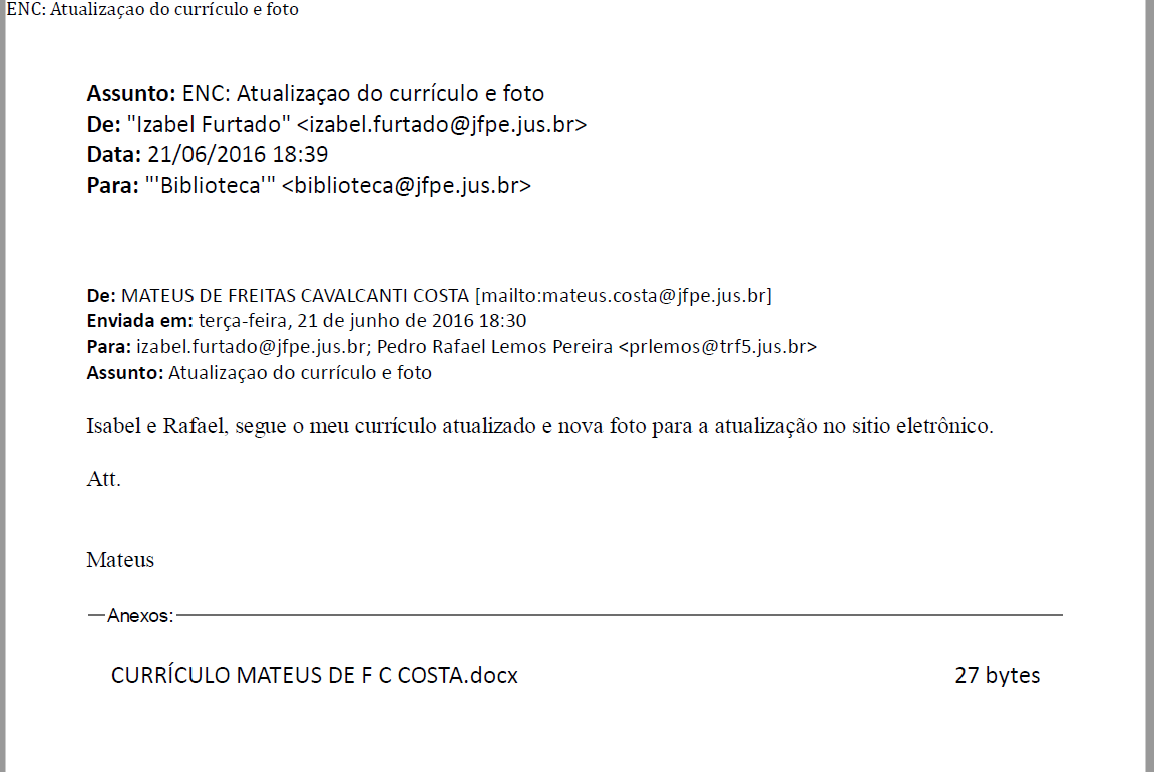 ENC: Atualizaçao do currículo e foto
Assunto: ENC: Atualizaçao do currículo e foto
De: "Izabel Furtado" <izabel.furtado@jfpe.jus.br>
Data: 21/06/2016 18:39
Para: "'Biblioteca'" <biblioteca@jfpe.jus.br>
De: MATEUS DE FREITAS CAVALCANTI COSTA [mailto:mateus.costa@jfpe.jus.br]
Enviada em: terça-feira, 21 de junho de 2016 18:30
Para: izabel.furtado@jfpe.jus.br; Pedro Rafael Lemos Pereira <prlemos@trf5.jus.br>
Assunto: Atualizaçao do currículo e foto
Isabel e Rafael, segue o meu currículo atualizado e nova foto para a atualização no sitio eletrônico.
Att.
Mateus
Anexos:
CURRÍCULO MATEUS DE F C COSTA.docx 27 bytes